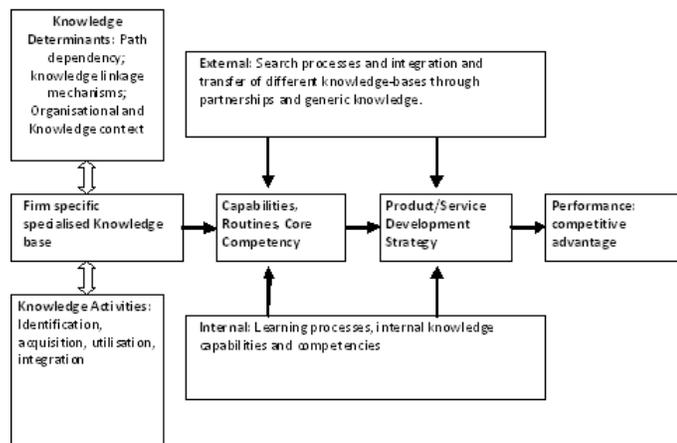 Knowledge
Determinants: Path
dependency;
knowledge linkage
mechanisms;
Organisational and
Knowledge context
External: Search processes and integration and
transfer of different knowledge-bases through
partnerships and generic knowledge.
Firm specific
specialised Knowledge
base
Capabilities,
Routines, Core
Competency
Product/Service
Development
Strategy
Performance:
competitive
advantage
Knowledge Activities:
Identification,
acquisition, utilisation,
integration
Internal: Learning processes, internal knowledge
capabilities and competencies